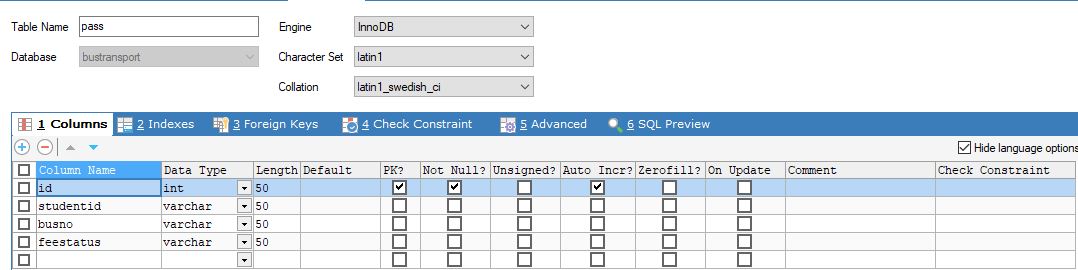 Table Name pass Engine InnoDB
Database bustransport Character Set latin1
Collation latin1_swedish_ci
1 Columns 2 Indexes 3 Foreign Keys 4 Check Constraint 5 Advanced 6 SQL Preview
Hide language options
Column Name Data Type Length Default PK? Not Null? Unsigned? Auto Incr? Zerofill? On Update Comment Check Constraint
id int 50
studentid varchar 50
busno varchar 50
feestatus varchar 50